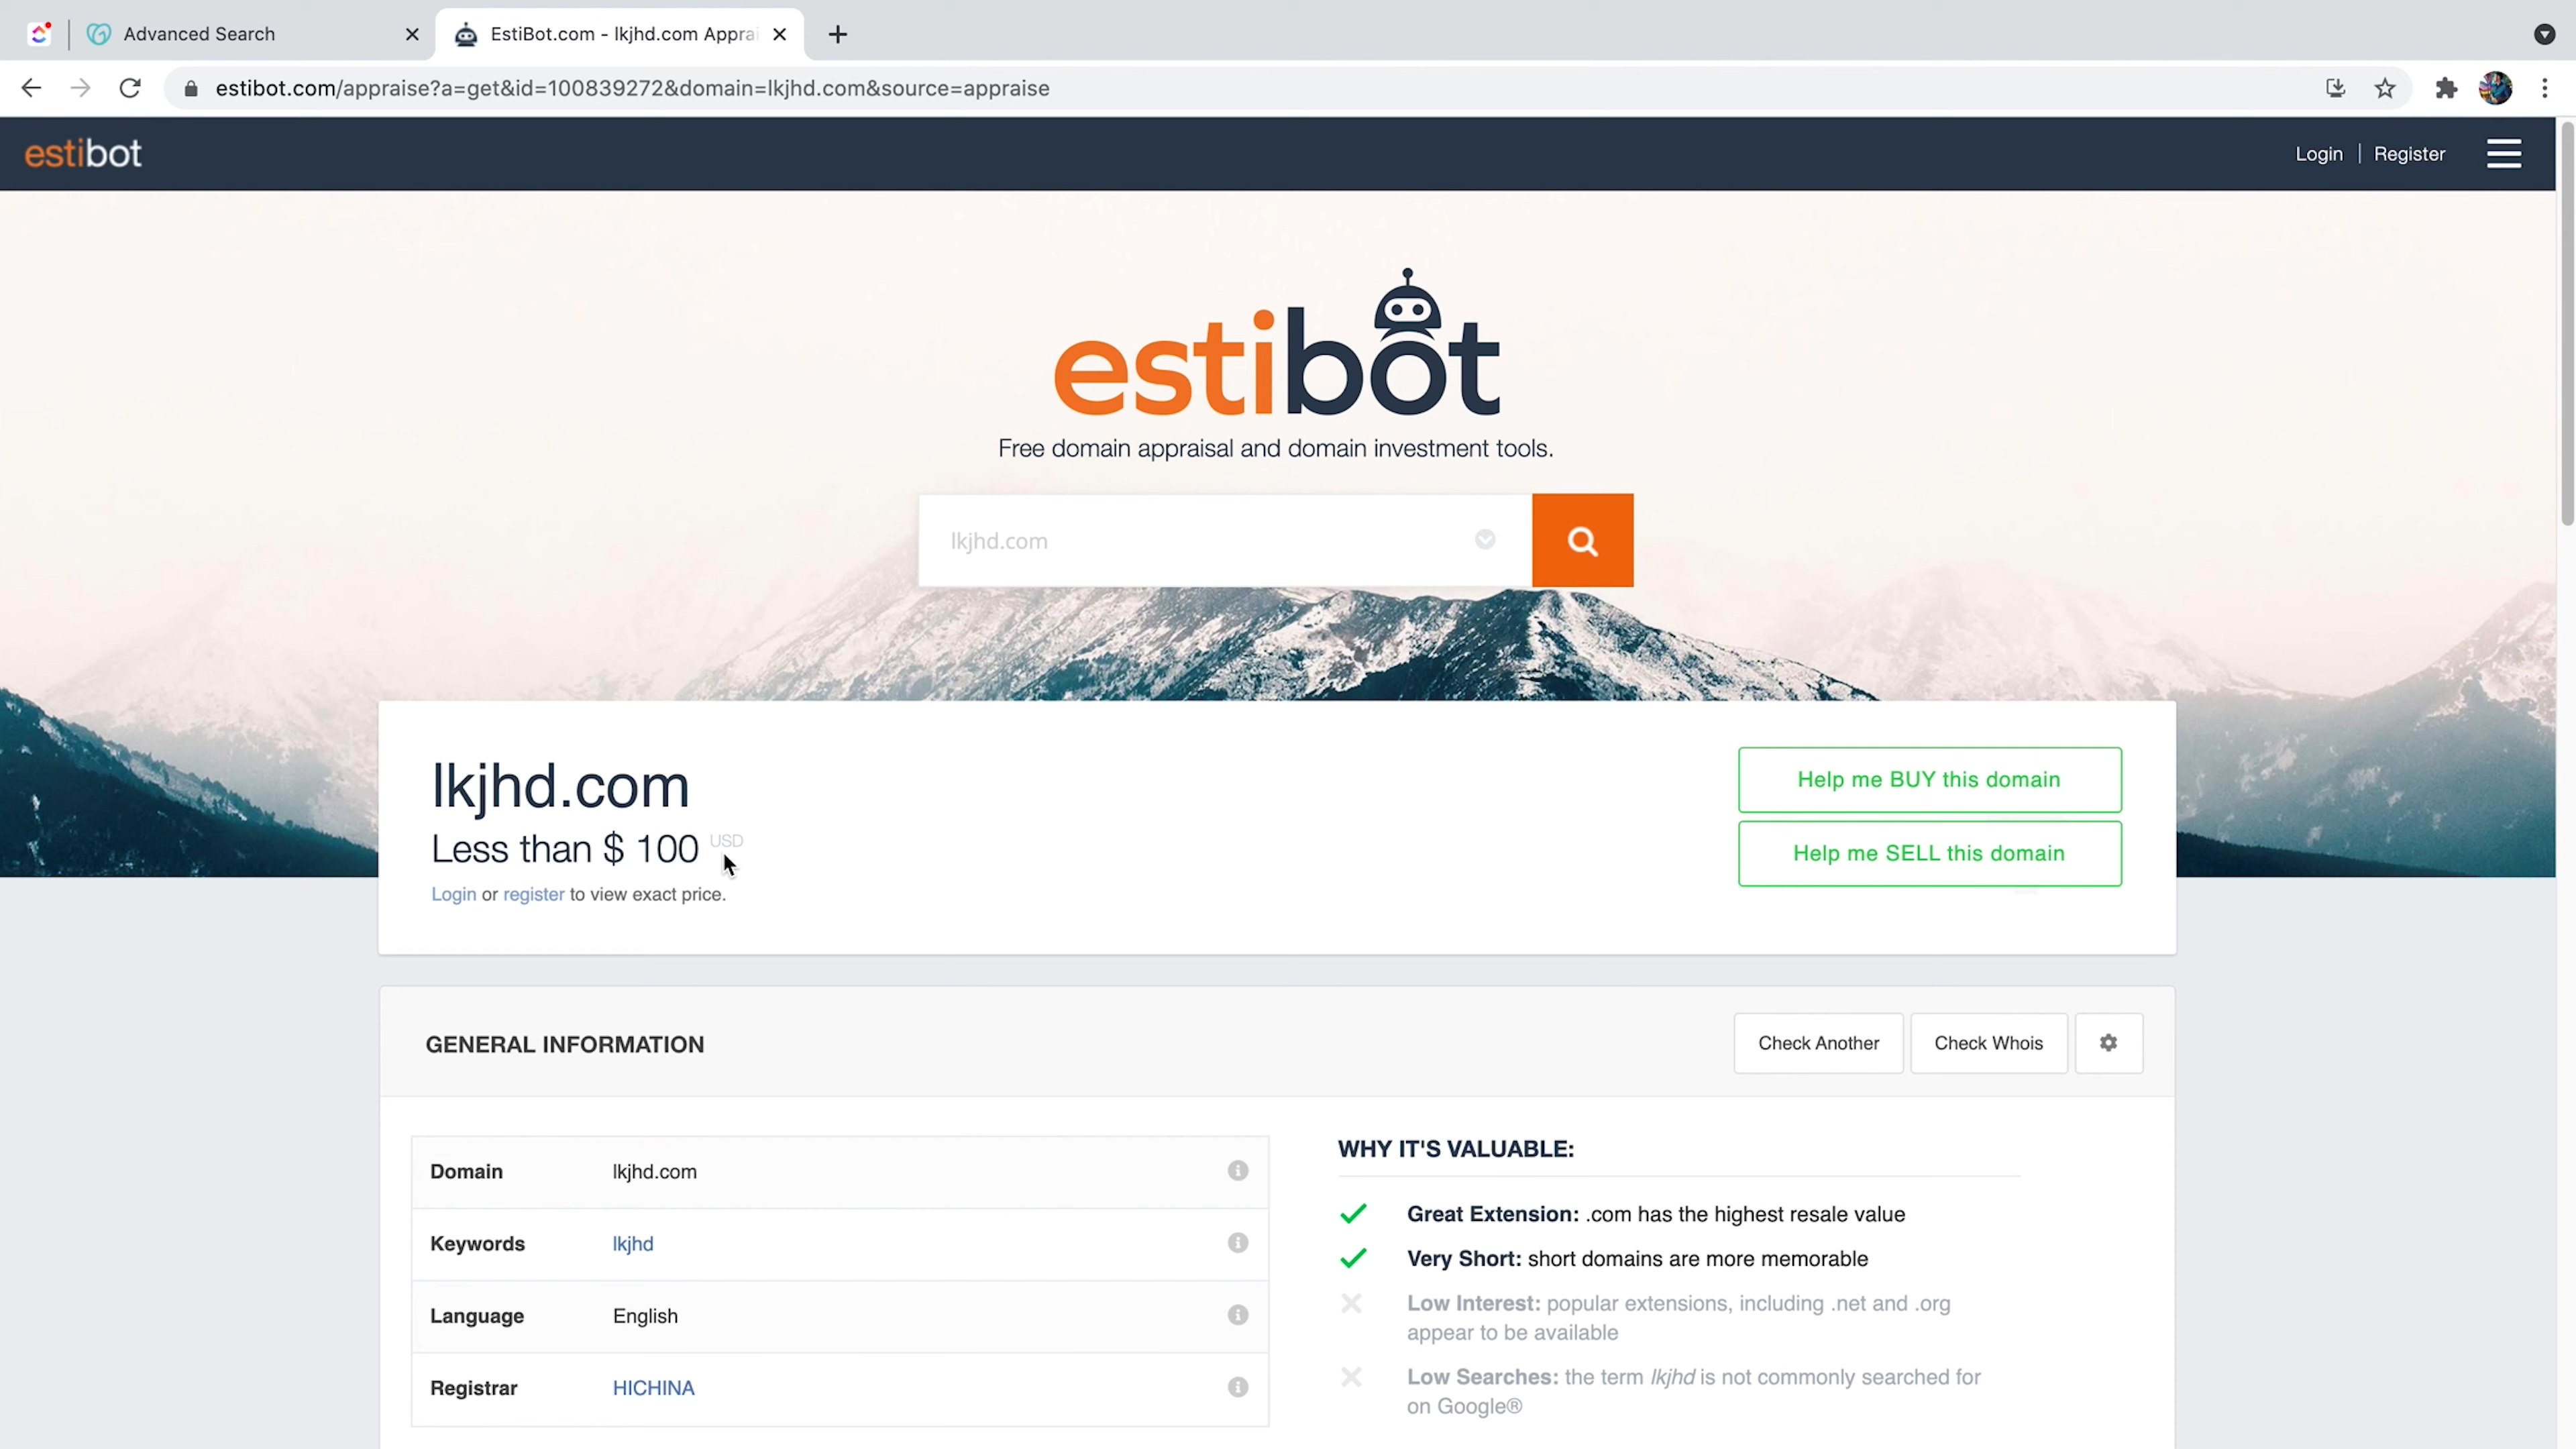 Advanced Search
EstiBot.com - lkjhd.com Apprai
estibot.com/appraise?a=get&id=100839272&domain=lkjhd.com&source=appraise
estibot
Login | Register
estibot
Free domain appraisal and domain investment tools.
lkjhd.com
lkjhd.com
Less than $ 100 USD
Login or register to view exact price.
Help me BUY this domain
Help me SELL this domain
GENERAL INFORMATION
Check Another
Check Whois
Domain lkjhd.com
Keywords lkjhd
Language English
Registrar HICHINA
WHY IT'S VALUABLE:
Great Extension: .com has the highest resale value
Very Short: short domains are more memorable
Low Interest: popular extensions, including .net and .org
appear to be available
Low Searches: the term lkjhd is not commonly searched for
on Google®